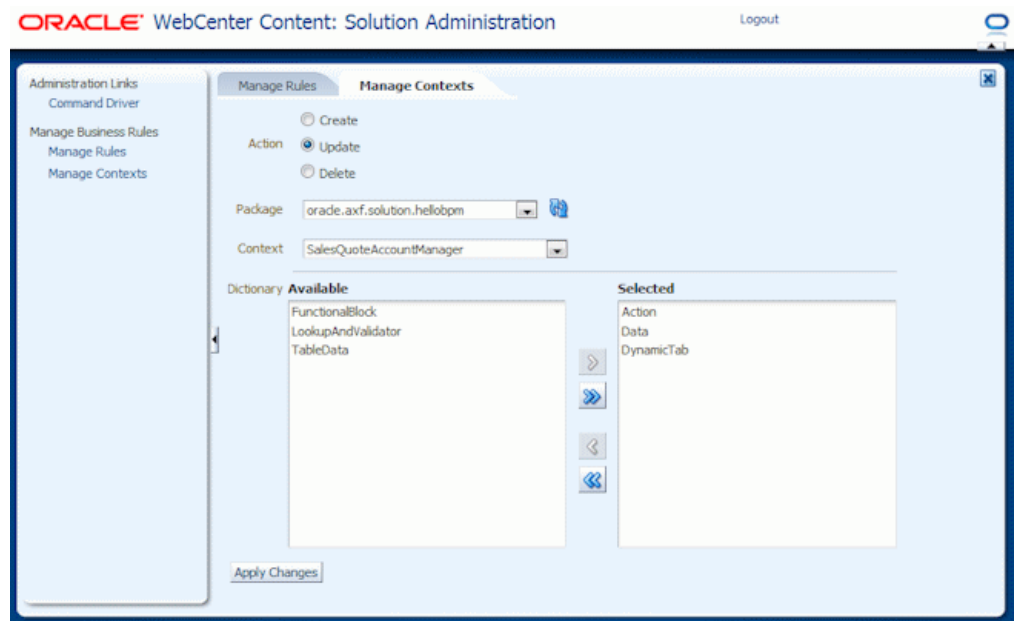 ORACLE® WebCenter Content: Solution Administration
Logout
Administration Links
Command Driver
Manage Business Rules
Manage Rules
Manage Contexts
Manage Rules
Manage Contexts
Action
Create
Update
Delete
Package
oracle.axf.solution.hellobpm
Context
SalesQuoteAccountManager
Dictionary
Available
FunctionalBlock
LookupAndValidator
TableData
Selected
Action
Data
DynamicTab
Apply Changes